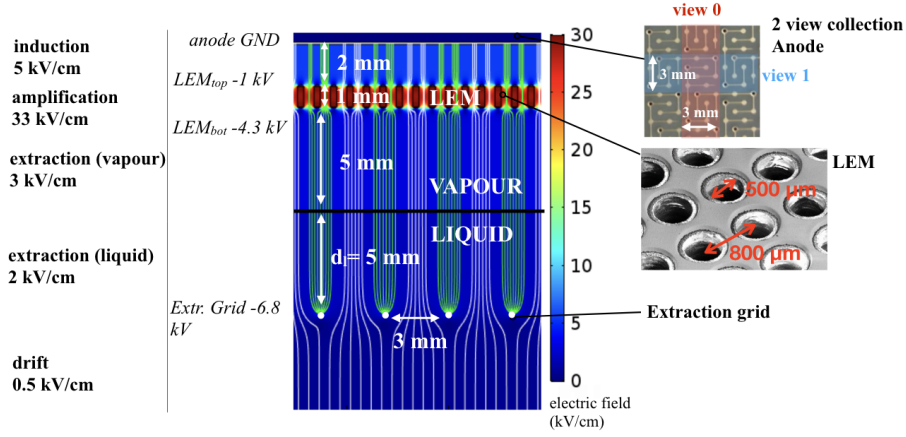 induction
5 kV/cm
amplification
33 kV/cm
extraction (vapour)
3 kV/cm
extraction (liquid)
2 kV/cm
drift
0.5 kV/cm
anode GND
LEMtop -1 kV
LEMbot -4.3 kV
Extr. Grid -6.8
kV
2 mm
1 mm
LEM
5 mm
VAPOUR
LIQUID
dl= 5 mm
3 mm
30
25
20
15
10
5
0
electric field
(kV/cm)
view 0
2 view collection
Anode
view 1
3 mm
3 mm
LEM
500 µm
800 µm
Extraction grid